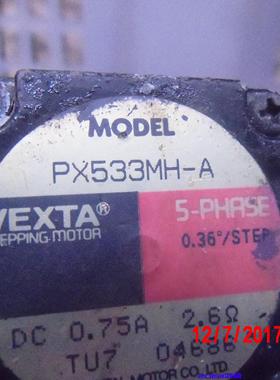 MODEL
PX533MH-A
VEXTA®
5-PHASE
STEPPING MOTOR
0.36°/STEP
DC 0.75A 2.6Ω
12/7/2017
TU7 04686
MOTOR CO LTD